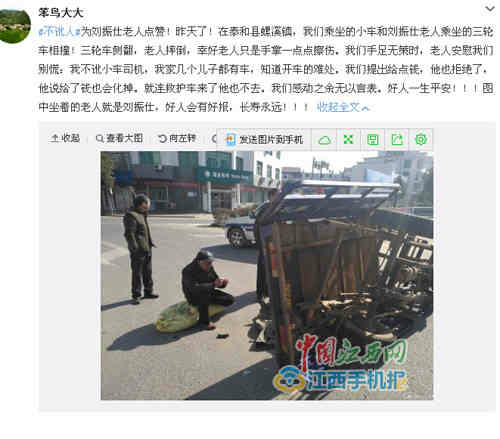 笨鸟大大
#不讹人#为刘振仕老人点赞！昨天了！在泰和县螺溪镇，我们乘坐的小车和刘振仕老人乘坐的三轮
车相撞！三轮车侧翻，老人摔倒，幸好老人只是手掌一点点擦伤。我们手足无策时，老人安慰我们
别慌：我不讹小车司机，我家几个儿子都有车，知道开车的难处。我们提出给点钱，他也拒绝了，
他说给了钱也会化掉。就连救护车来了他也不去。我们感动之余无以言表。好人一生平安！！！图
中坐着的老人就是刘振仕，好人会有好报，长寿永远！！！ 收起全文
收起 查看大图 向左转 发送图片到手机
中国江西网
江西手机报